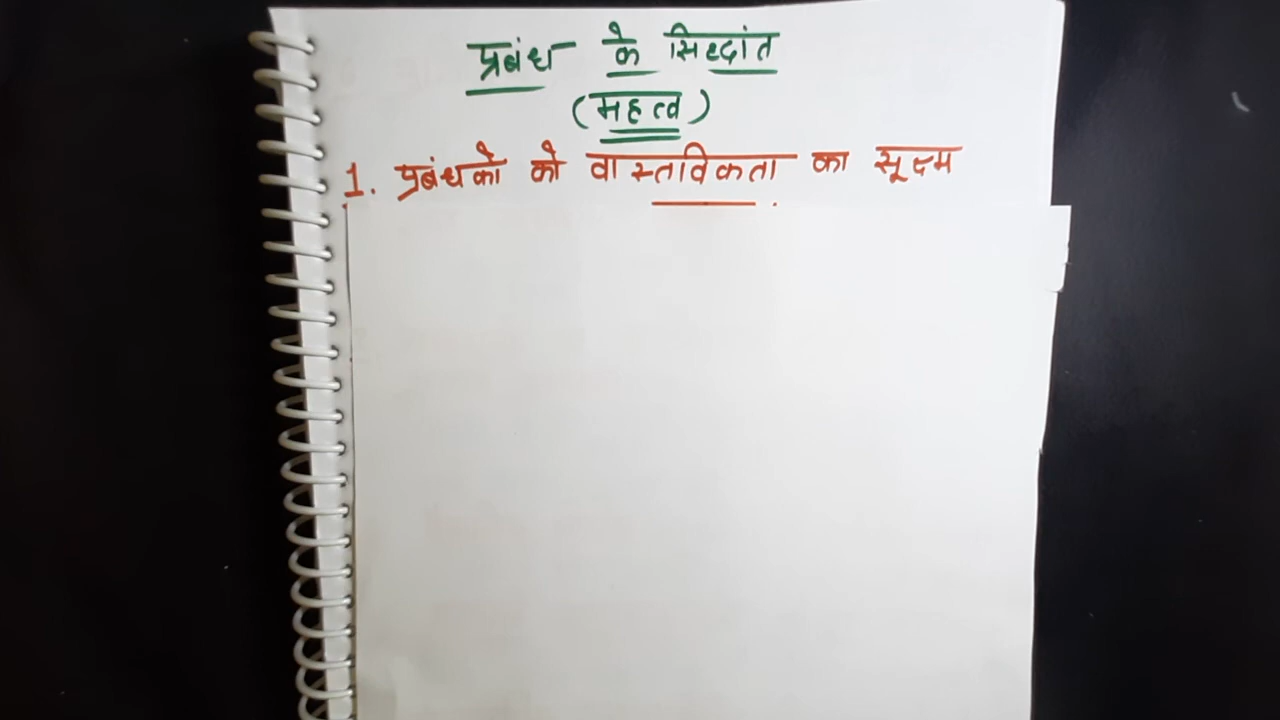 प्रबंध के सिद्धांत
(महत्व)
1. प्रबंधको को वास्तविकता का सूक्ष्म